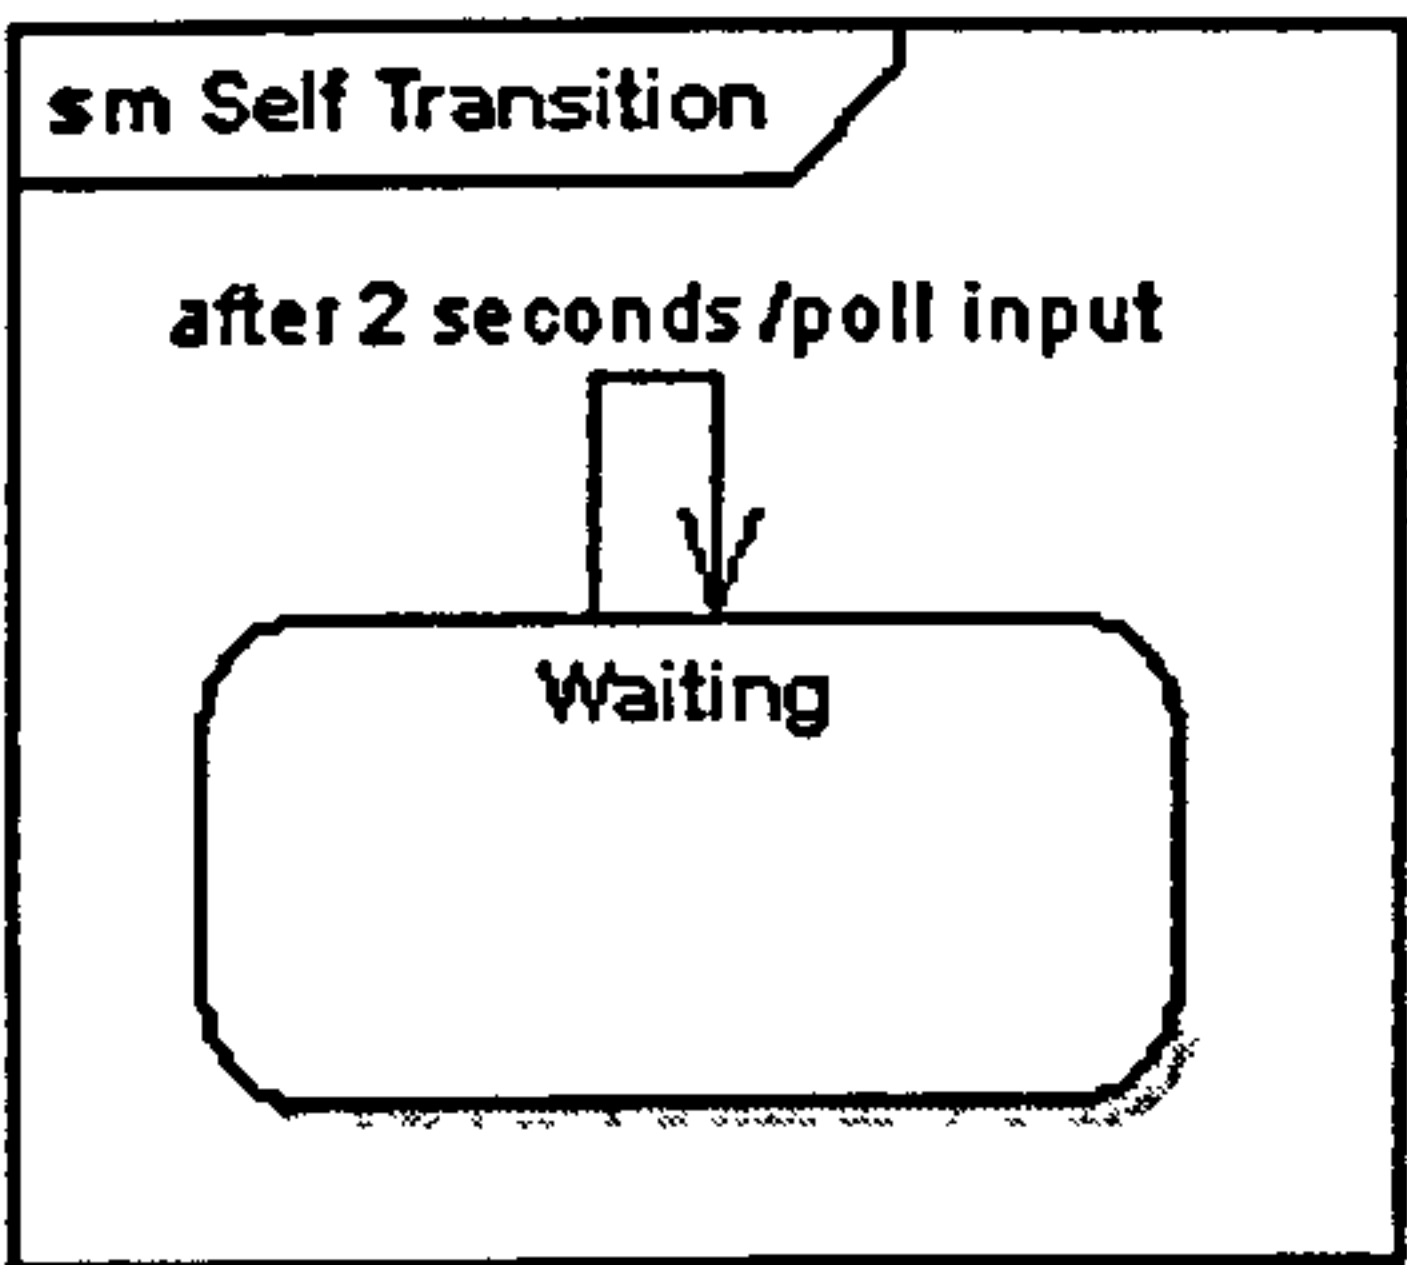 sm Self Transition
after 2 seconds /poll input
Waiting